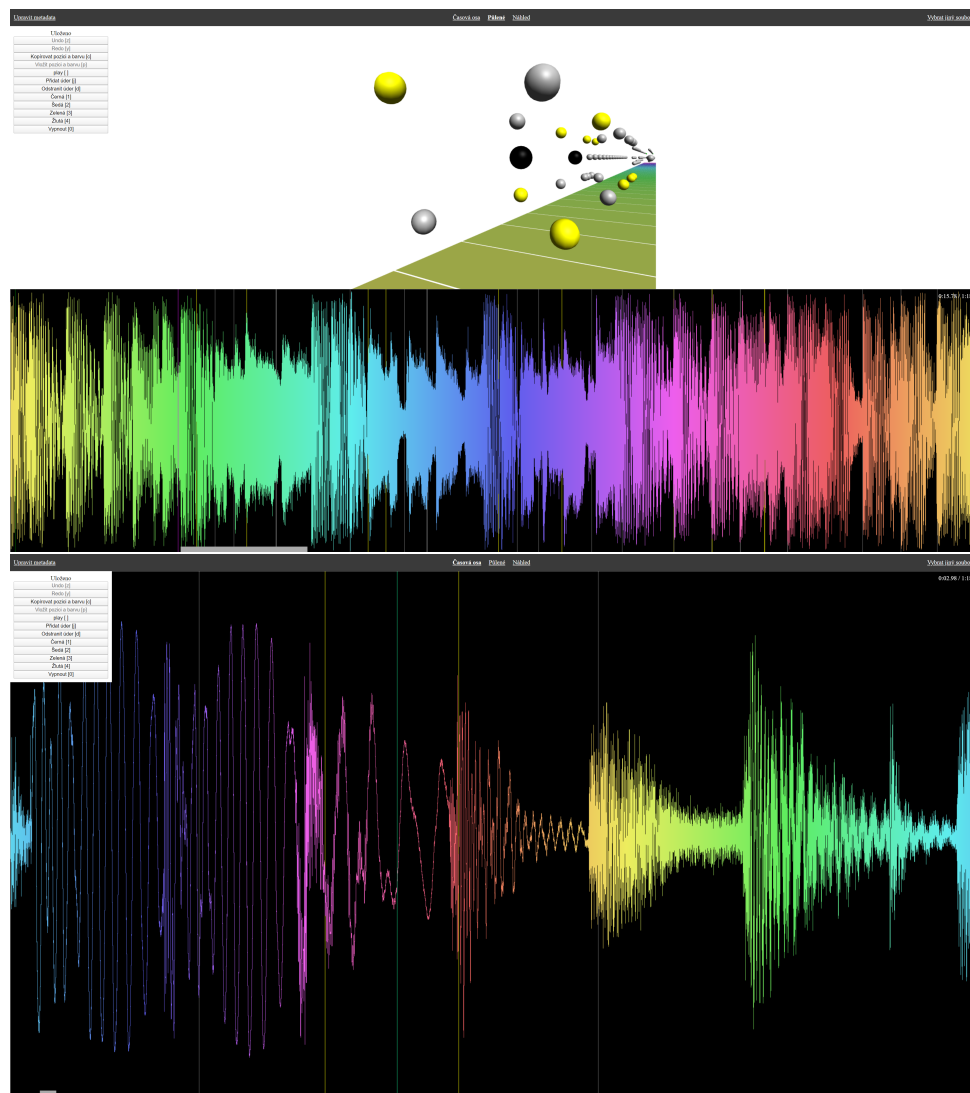 Upravit metadata
Časová osa Půlené Náhled
Vybrat jiný soubo
Uloženo
Undo [z]
Redo [y]
Kopírovat pozici a barvu [c]
Vložit pozici a barvu [p]
play [ ]
Přidat úder [j]
Odstranit úder [d]
Černá [1]
Šedá [2]
Zelená [3]
Žlutá [4]
Vypnout [0]
0:15.78 / 1:1
Upravit metadata
Časová osa Půlené Náhled
Vybrat jiný soubo
Uloženo
Undo [z]
Redo [y]
Kopírovat pozici a barvu [c]
Vložit pozici a barvu [p]
play [ ]
Přidat úder [j]
Odstranit úder [d]
Černá [1]
Šedá [2]
Zelená [3]
Žlutá [4]
Vypnout [0]
0:02.98 / 1:1